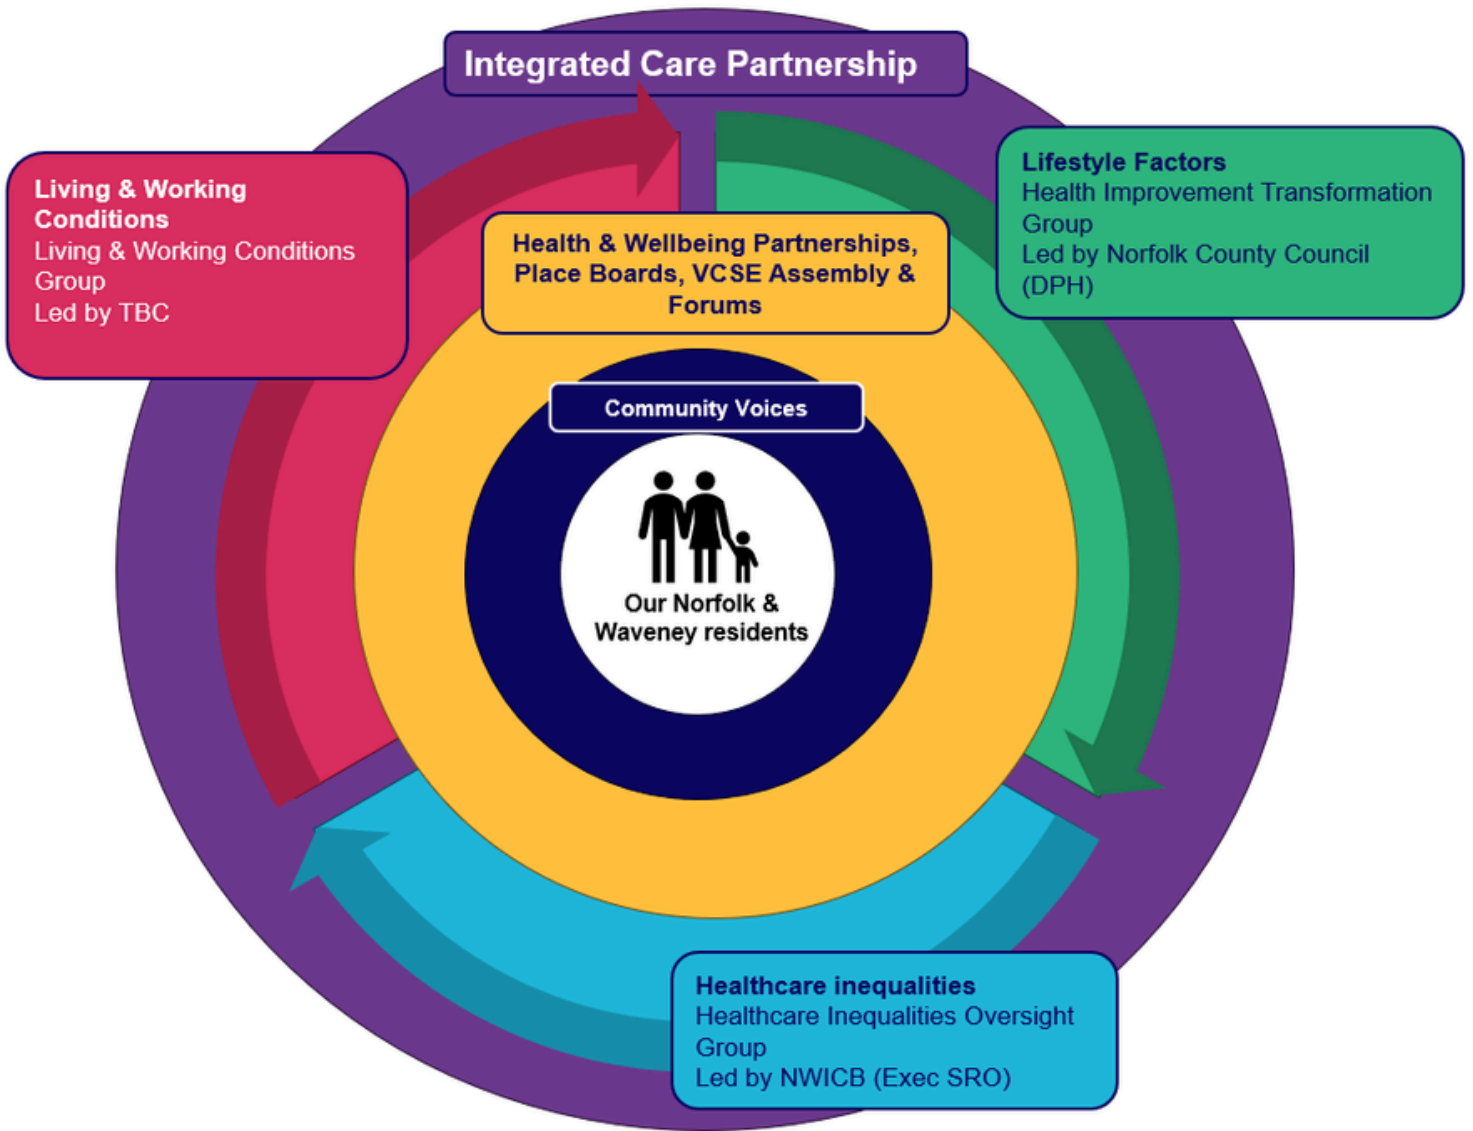 Integrated Care Partnership
Living & Working
Conditions
Living & Working Conditions
Group
Led by TBC
Lifestyle Factors
Health Improvement Transformation
Group
Led by Norfolk County Council
(DPH)
Health & Wellbeing Partnerships,
Place Boards, VCSE Assembly &
Forums
Community Voices
Our Norfolk &
Waveney residents
Healthcare inequalities
Healthcare Inequalities Oversight
Group
Led by NWICB (Exec SRO)